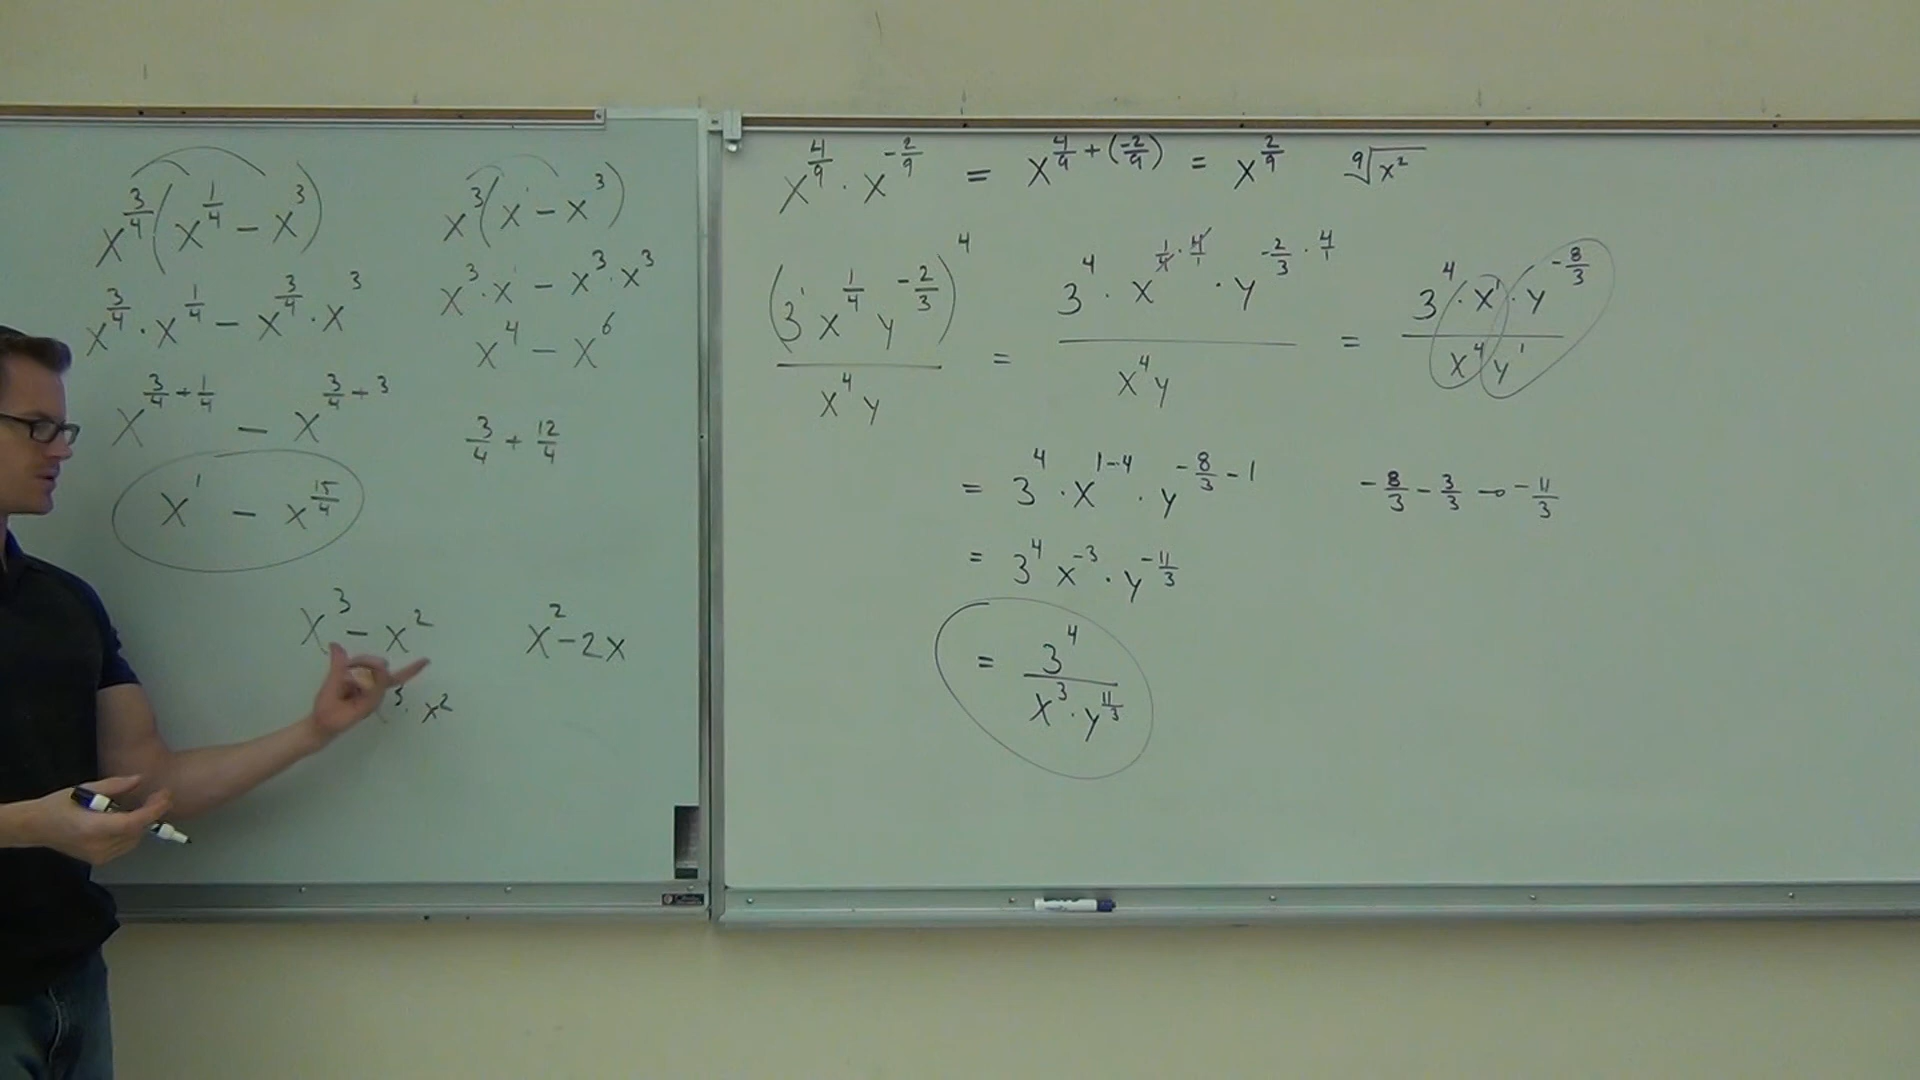 x^{3/4}(x^{1/4} - x^3)
x^{3/4} · x^{1/4} - x^{3/4} · x^3
x^{3/4 + 1/4} - x^{3/4 + 3}
x^1 - x^{15/4}
x^3(x - x^3)
x^3 · x^1 - x^3 · x^3
x^4 - x^6
3/4 + 12/4
x^3 - x^2
x^2 - 2x
^3 · x^2
x^{4/9} · x^{-2/9} = x^{4/9 + (-2/9)} = x^{2/9} ⁹√x^2
(3^1 x^{1/4} y^{-2/3})^4 / x^4 y = 3^4 · x^{1/4 · 4/1} · y^{-2/3 · 4/1} / x^4 y = 3^4 · x^1 · y^{-8/3} / x^4 y^1
= 3^4 · x^{1-4} · y^{-8/3 - 1}
-8/3 - 3/3 → -11/3
= 3^4 x^{-3} · y^{-11/3}
= 3^4 / x^3 · y^{11/3}